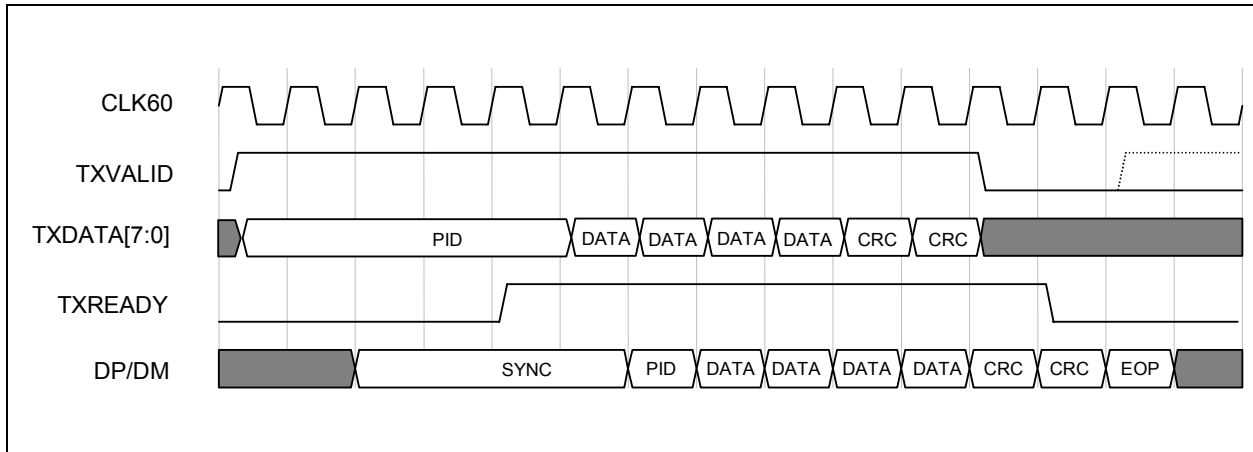 CLK60
TXVALID
TXDATA[7:0] PID DATA DATA DATA DATA CRC CRC
TXREADY
DP/DM SYNC PID DATA DATA DATA DATA CRC CRC EOP